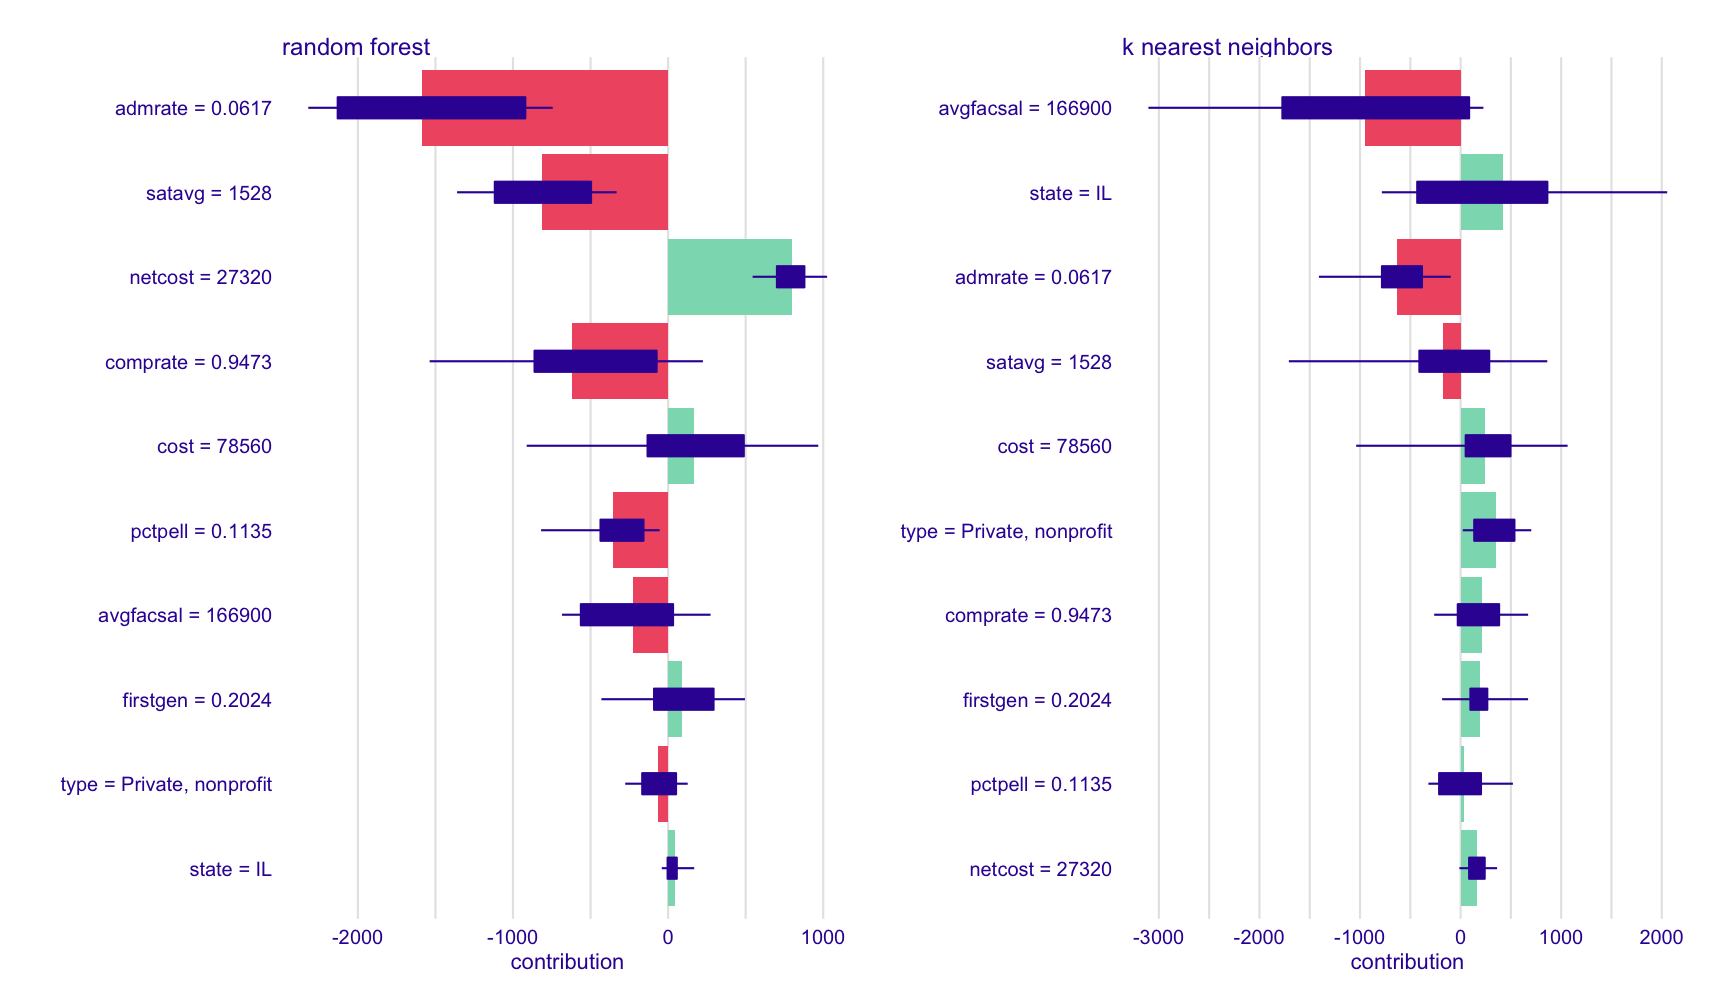 random forest
admrate = 0.0617
satavg = 1528
netcost = 27320
comprate = 0.9473
cost = 78560
pctpell = 0.1135
avgfacsal = 166900
firstgen = 0.2024
type = Private, nonprofit
state = IL
-2000 -1000 0 1000
contribution
k nearest neighbors
avgfacsal = 166900
state = IL
admrate = 0.0617
satavg = 1528
cost = 78560
type = Private, nonprofit
comprate = 0.9473
firstgen = 0.2024
pctpell = 0.1135
netcost = 27320
-3000 -2000 -1000 0 1000 2000
contribution